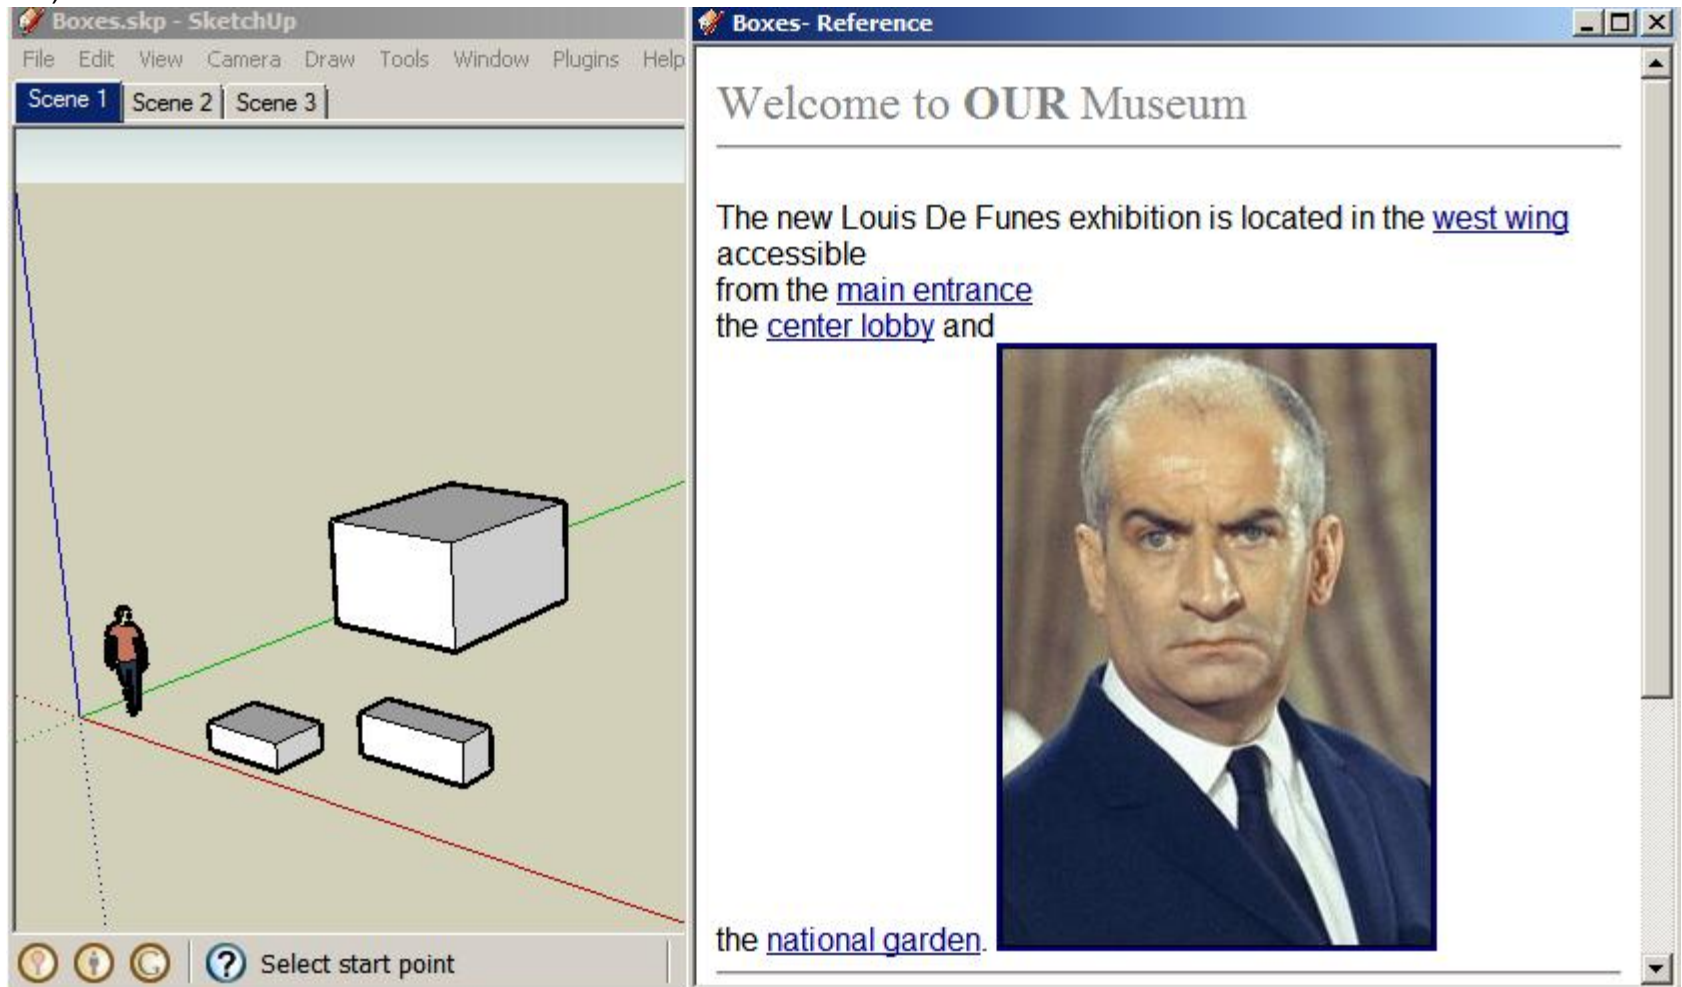 Boxes.skp - SketchUp
File Edit View Camera Draw Tools Window Plugins Help
Scene 1 Scene 2 Scene 3
Select start point
Boxes- Reference
Welcome to OUR Museum
The new Louis De Funes exhibition is located in the west wing
accessible
from the main entrance
the center lobby and
the national garden.